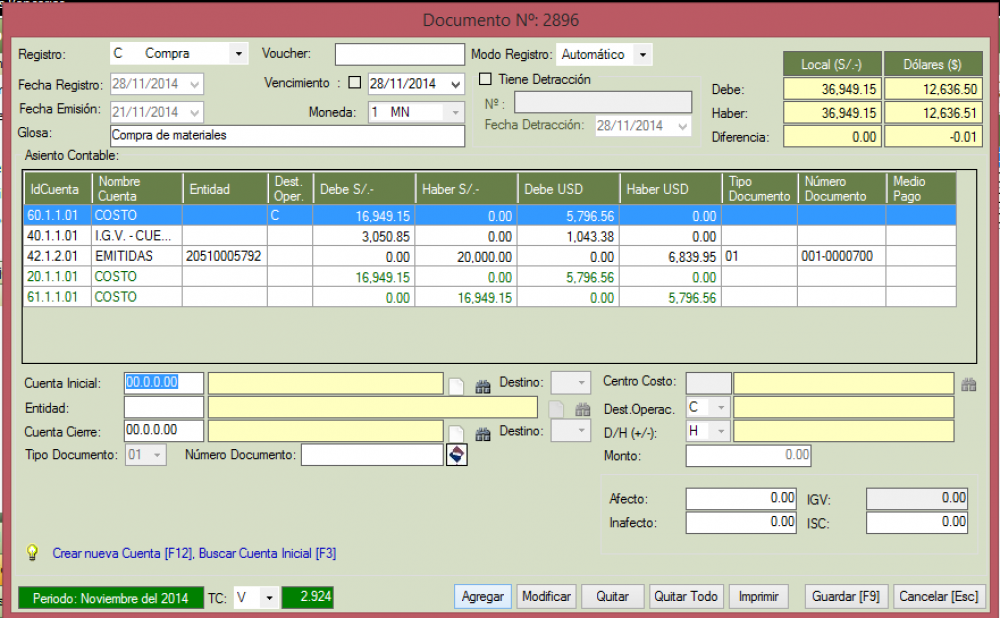 Documento Nº: 2896
Registro: C Compra Voucher: Modo Registro: Automático
Local (S/.-) Dólares ($)
Fecha Registro: 28/11/2014 Vencimiento : 28/11/2014 Tiene Detracción
Debe: 36,949.15 12,636.50
Fecha Emisión: 21/11/2014 Moneda: 1 MN Nº :
Haber: 36,949.15 12,636.51
Glosa: Compra de materiales Fecha Detracción: 28/11/2014
Diferencia: 0.00 -0.01
Asiento Contable:
IdCuenta Nombre Cuenta Entidad Dest. Oper. Debe S/.- Haber S/.- Debe USD Haber USD Tipo Documento Número Documento Medio Pago
60.1.1.01 COSTO C 16,949.15 0.00 5,796.56 0.00
40.1.1.01 I.G.V. - CUE... 3,050.85 0.00 1,043.38 0.00
42.1.2.01 EMITIDAS 20510005792 0.00 20,000.00 0.00 6,839.95 01 001-0000700
20.1.1.01 COSTO 16,949.15 0.00 5,796.56 0.00
61.1.1.01 COSTO 0.00 16,949.15 0.00 5,796.56
Cuenta Inicial: 00.0.0.00 Destino: Centro Costo:
Entidad: Dest.Operac. C
Cuenta Cierre: 00.0.0.00 Destino: D/H (+/-): H
Tipo Documento: 01 Número Documento: Monto: 0.00
Afecto: 0.00 IGV: 0.00
Inafecto: 0.00 ISC: 0.00
Crear nueva Cuenta [F12], Buscar Cuenta Inicial [F3]
Periodo: Noviembre del 2014 TC: V 2.924 Agregar Modificar Quitar Quitar Todo Imprimir Guardar [F9] Cancelar [Esc]